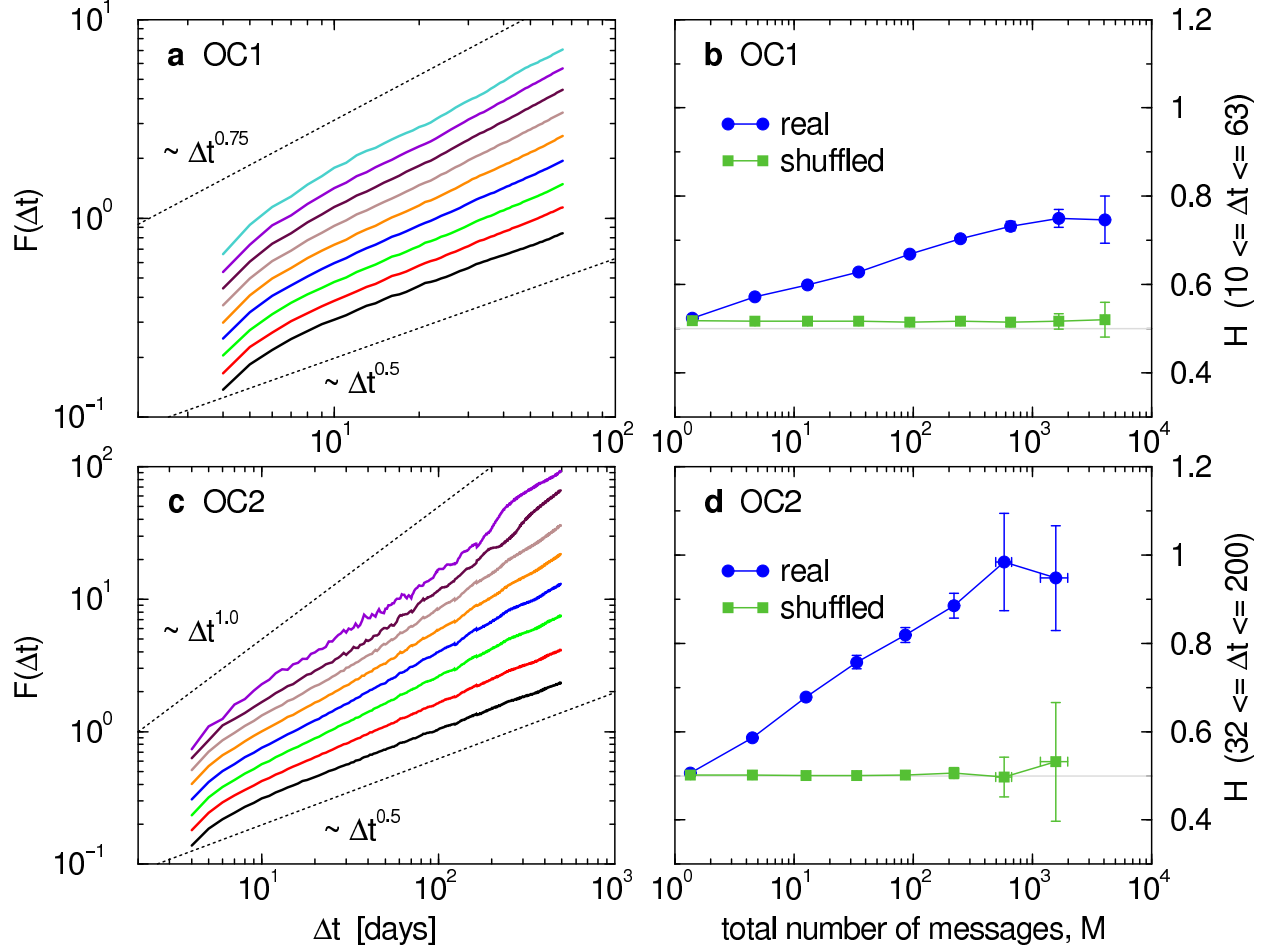 a OC1
F(Δt)
10^1
10^0
10^-1
~ Δt^0.75
~ Δt^0.5
10^1
10^2
b OC1
real
shuffled
1.2
1
0.8
0.6
0.4
H (10 <= Δt <= 63)
10^0
10^1
10^2
10^3
10^4
c OC2
F(Δt)
10^2
10^1
10^0
10^-1
~ Δt^1.0
~ Δt^0.5
10^1
10^2
10^3
Δt [days]
d OC2
real
shuffled
1.2
1
0.8
0.6
0.4
H (32 <= Δt <= 200)
10^0
10^1
10^2
10^3
10^4
total number of messages, M